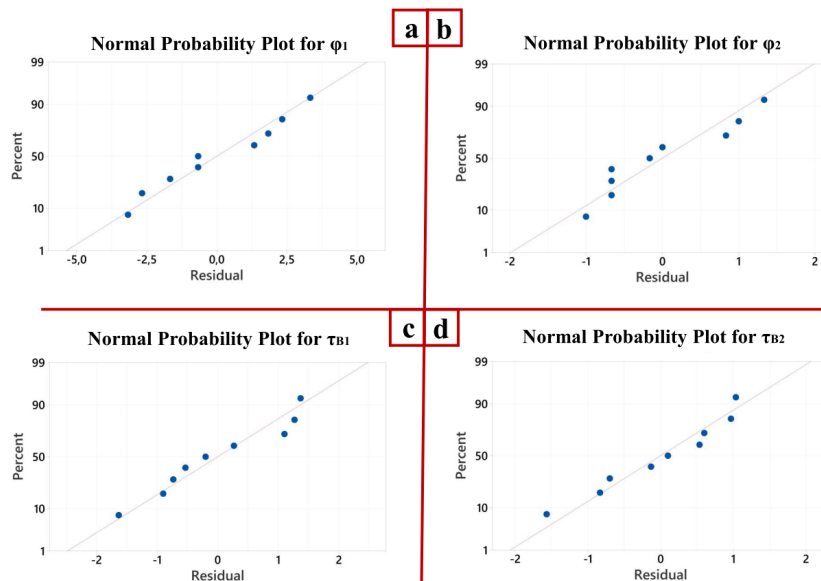 a b
Normal Probability Plot for φ1
99
90
50
10
1
Percent
-5,0 -2,5 0,0 2,5 5,0
Residual
Normal Probability Plot for φ2
99
90
50
10
1
Percent
-2 -1 0 1 2
Residual
c d
Normal Probability Plot for τB1
99
90
50
10
1
Percent
-2 -1 0 1 2
Residual
Normal Probability Plot for τB2
99
90
50
10
1
Percent
-2 -1 0 1 2
Residual